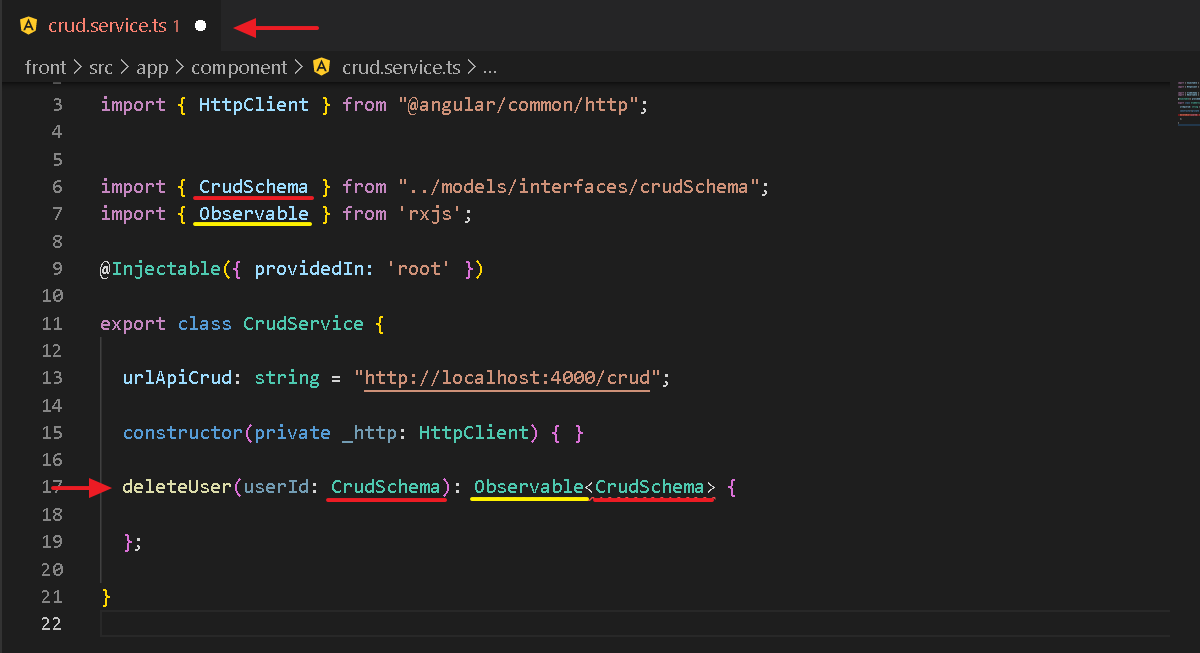 crud.service.ts 1
front > src > app > component > crud.service.ts > ...
3 import { HttpClient } from "@angular/common/http";
4
5
6 import { CrudSchema } from "../models/interfaces/crudSchema";
7 import { Observable } from 'rxjs';
8
9 @Injectable({ providedIn: 'root' })
10
11 export class CrudService {
12
13 urlApiCrud: string = "http://localhost:4000/crud";
14
15 constructor(private _http: HttpClient) { }
16
17 deleteUser(userId: CrudSchema): Observable<CrudSchema> {
18
19 };
20
21 }
22